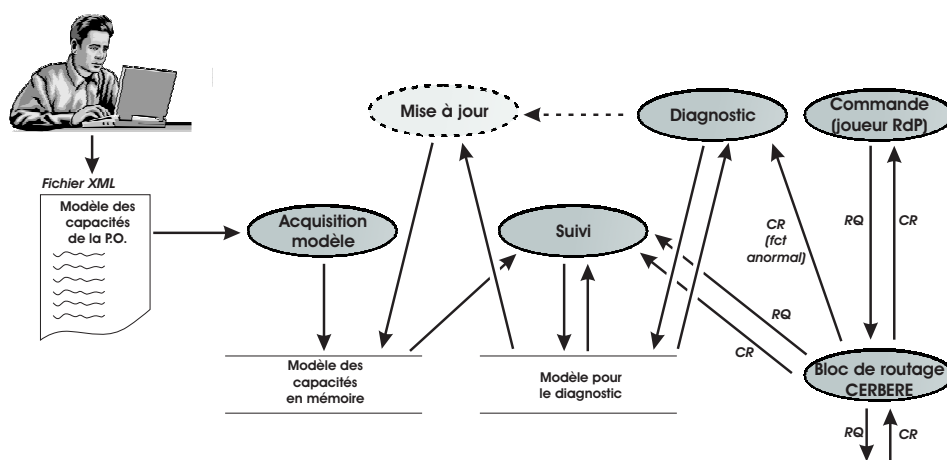 Mise à jour
Diagnostic
Commande
(joueur RdP)
Fichier XML
Modèle des
capacités
de la P.O.
Acquisition
modèle
Suivi
CR
(fct
anormal)
RQ
CR
RQ
CR
Modèle des
capacités
en mémoire
Modèle pour
le diagnostic
Bloc de routage
CERBERE
RQ
CR